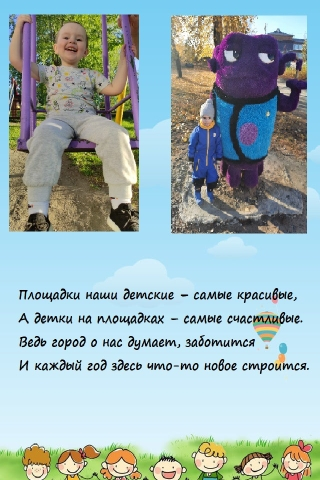 Площадки наши детские – самые красивые,
А детки на площадках – самые счастливые.
Ведь город о нас думает, заботится
И каждый год здесь что-то новое строится.